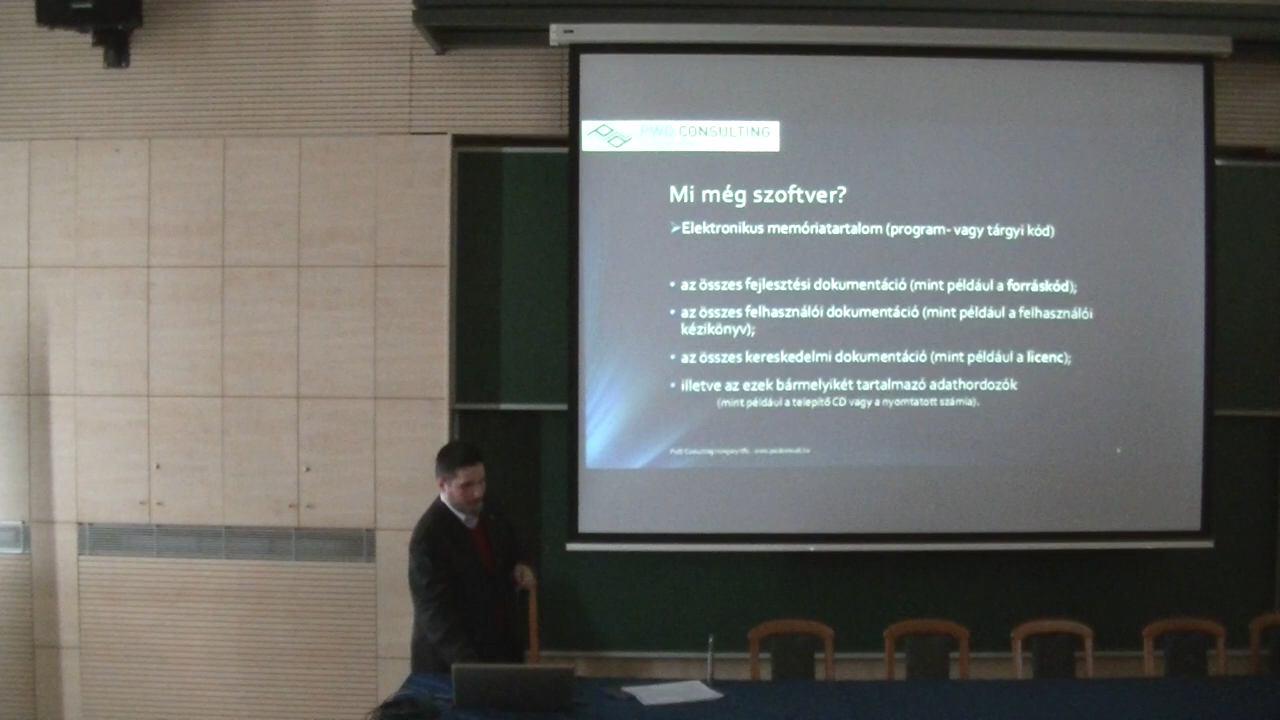 PWD CONSULTING
Mi még szoftver?
➢Elektronikus memóriatartalom (program- vagy tárgyi kód)
• az összes fejlesztési dokumentáció (mint például a forráskód);
• az összes felhasználói dokumentáció (mint például a felhasználói
kézikönyv);
• az összes kereskedelmi dokumentáció (mint például a licenc);
• illetve az ezek bármelyikét tartalmazó adathordozók
(mint például a telepítő CD vagy a nyomtatott számla).